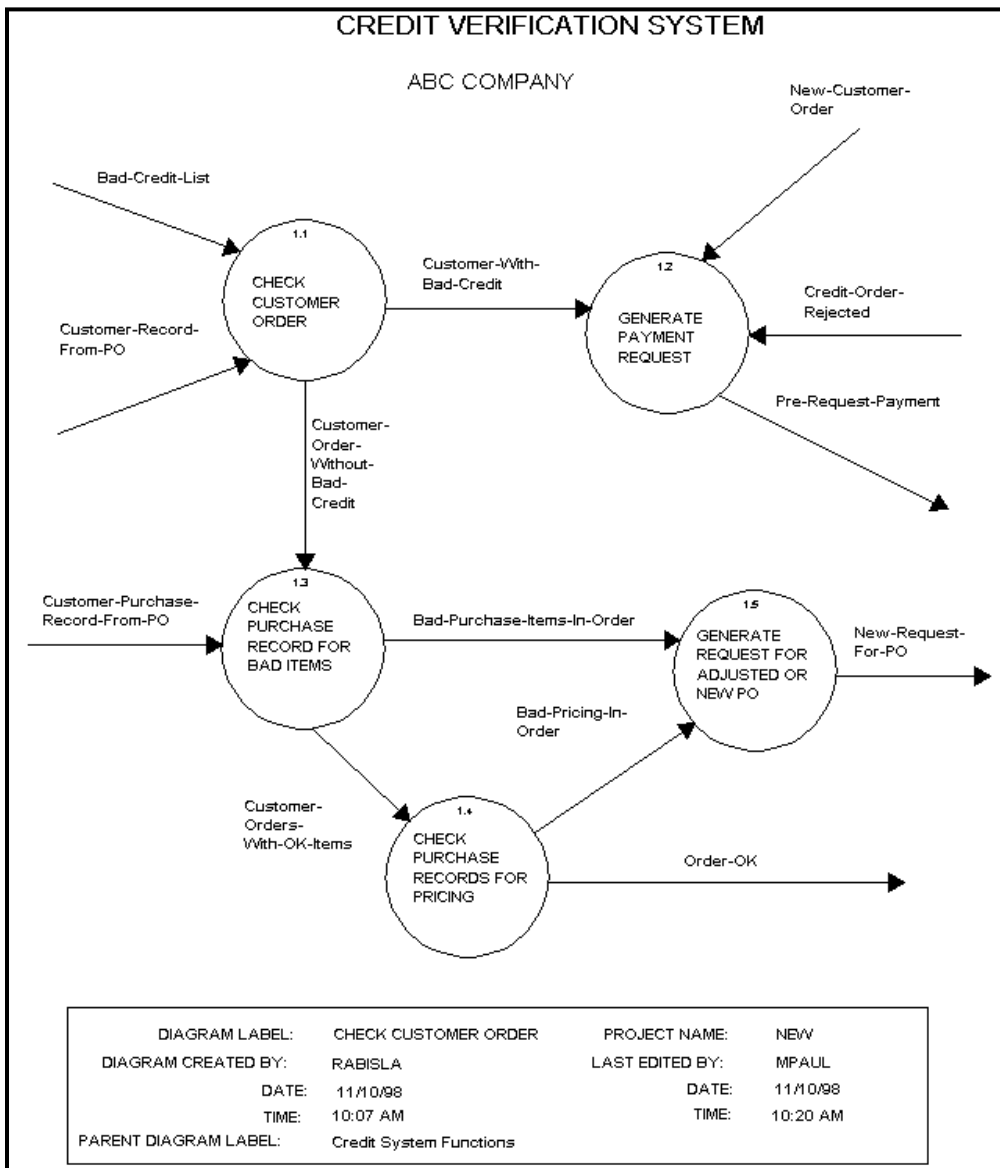 CREDIT VERIFICATION SYSTEM
ABC COMPANY
New-Customer-
Order
Bad-Credit-List
1.1
CHECK
CUSTOMER
ORDER
Customer-With-
Bad-Credit
1.2
GENERATE
PAYMENT
REQUEST
Credit-Order-
Rejected
Customer-Record-
From-PO
Pre-Request-Payment
Customer-
Order-
Without-
Bad-
Credit
Customer-Purchase-
Record-From-PO
1.3
CHECK
PURCHASE
RECORD FOR
BAD ITEMS
Bad-Purchase-Items-In-Order
1.5
GENERATE
REQUEST FOR
ADJUSTED OR
NEW PO
New-Request-
For-PO
Bad-Pricing-In-
Order
Customer-
Orders-
With-OK-Items
1.4
CHECK
PURCHASE
RECORDS FOR
PRICING
Order-OK
DIAGRAM LABEL: CHECK CUSTOMER ORDER PROJECT NAME: NEW
DIAGRAM CREATED BY: RABISLA LAST EDITED BY: MPAUL
DATE: 11/10/98 DATE: 11/10/98
TIME: 10:07 AM TIME: 10:20 AM
PARENT DIAGRAM LABEL: Credit System Functions